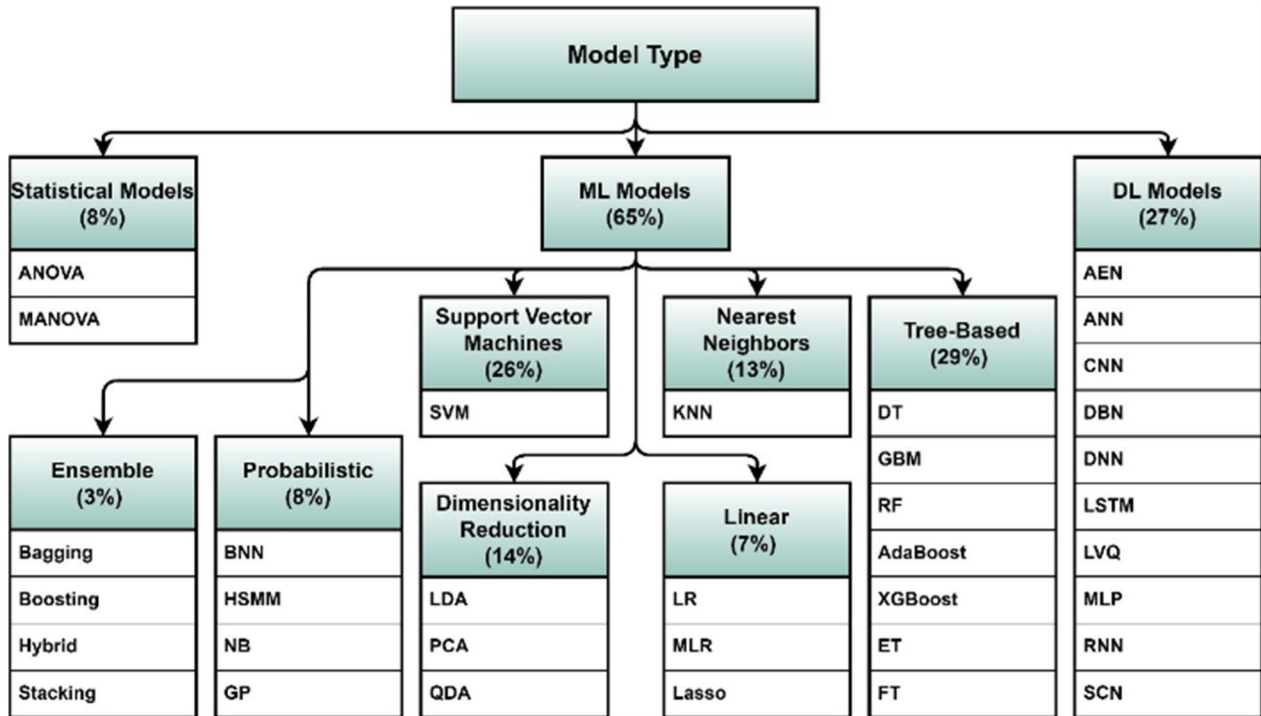 Model Type
Statistical Models
(8%)
ANOVA
MANOVA
ML Models
(65%)
DL Models
(27%)
AEN
ANN
CNN
DBN
DNN
LSTM
LVQ
MLP
RNN
SCN
Support Vector
Machines
(26%)
SVM
Nearest
Neighbors
(13%)
KNN
Tree-Based
(29%)
DT
GBM
RF
AdaBoost
XGBoost
ET
FT
Ensemble
(3%)
Bagging
Boosting
Hybrid
Stacking
Probabilistic
(8%)
BNN
HSMM
NB
GP
Dimensionality
Reduction
(14%)
LDA
PCA
QDA
Linear
(7%)
LR
MLR
Lasso